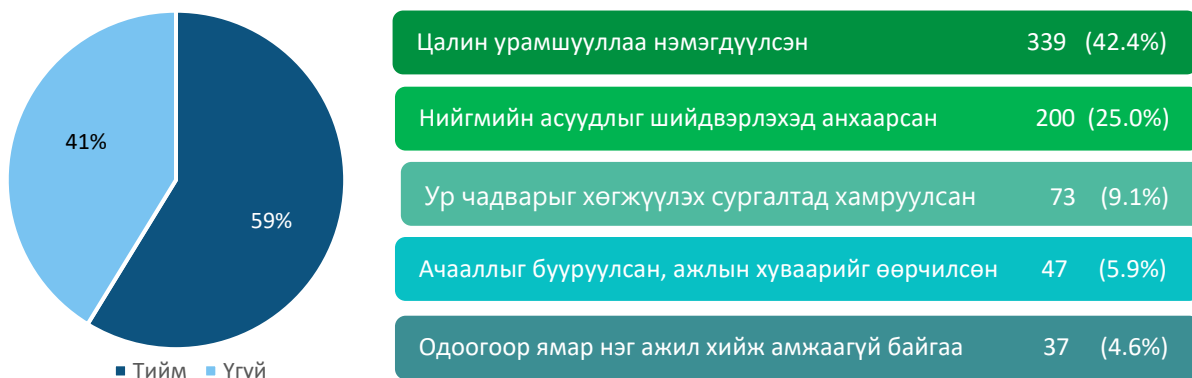 41%
59%
Тийм Үгүй
Цалин урамшууллаа нэмэгдүүлсэн 339 (42.4%)
Нийгмийн асуудлыг шийдвэрлэхэд анхаарсан 200 (25.0%)
Ур чадварыг хөгжүүлэх сургалтад хамруулсан 73 (9.1%)
Ачааллыг бууруулсан, ажлын хуваарийг өөрчилсөн 47 (5.9%)
Одоогоор ямар нэг ажил хийж амжаагүй байгаа 37 (4.6%)